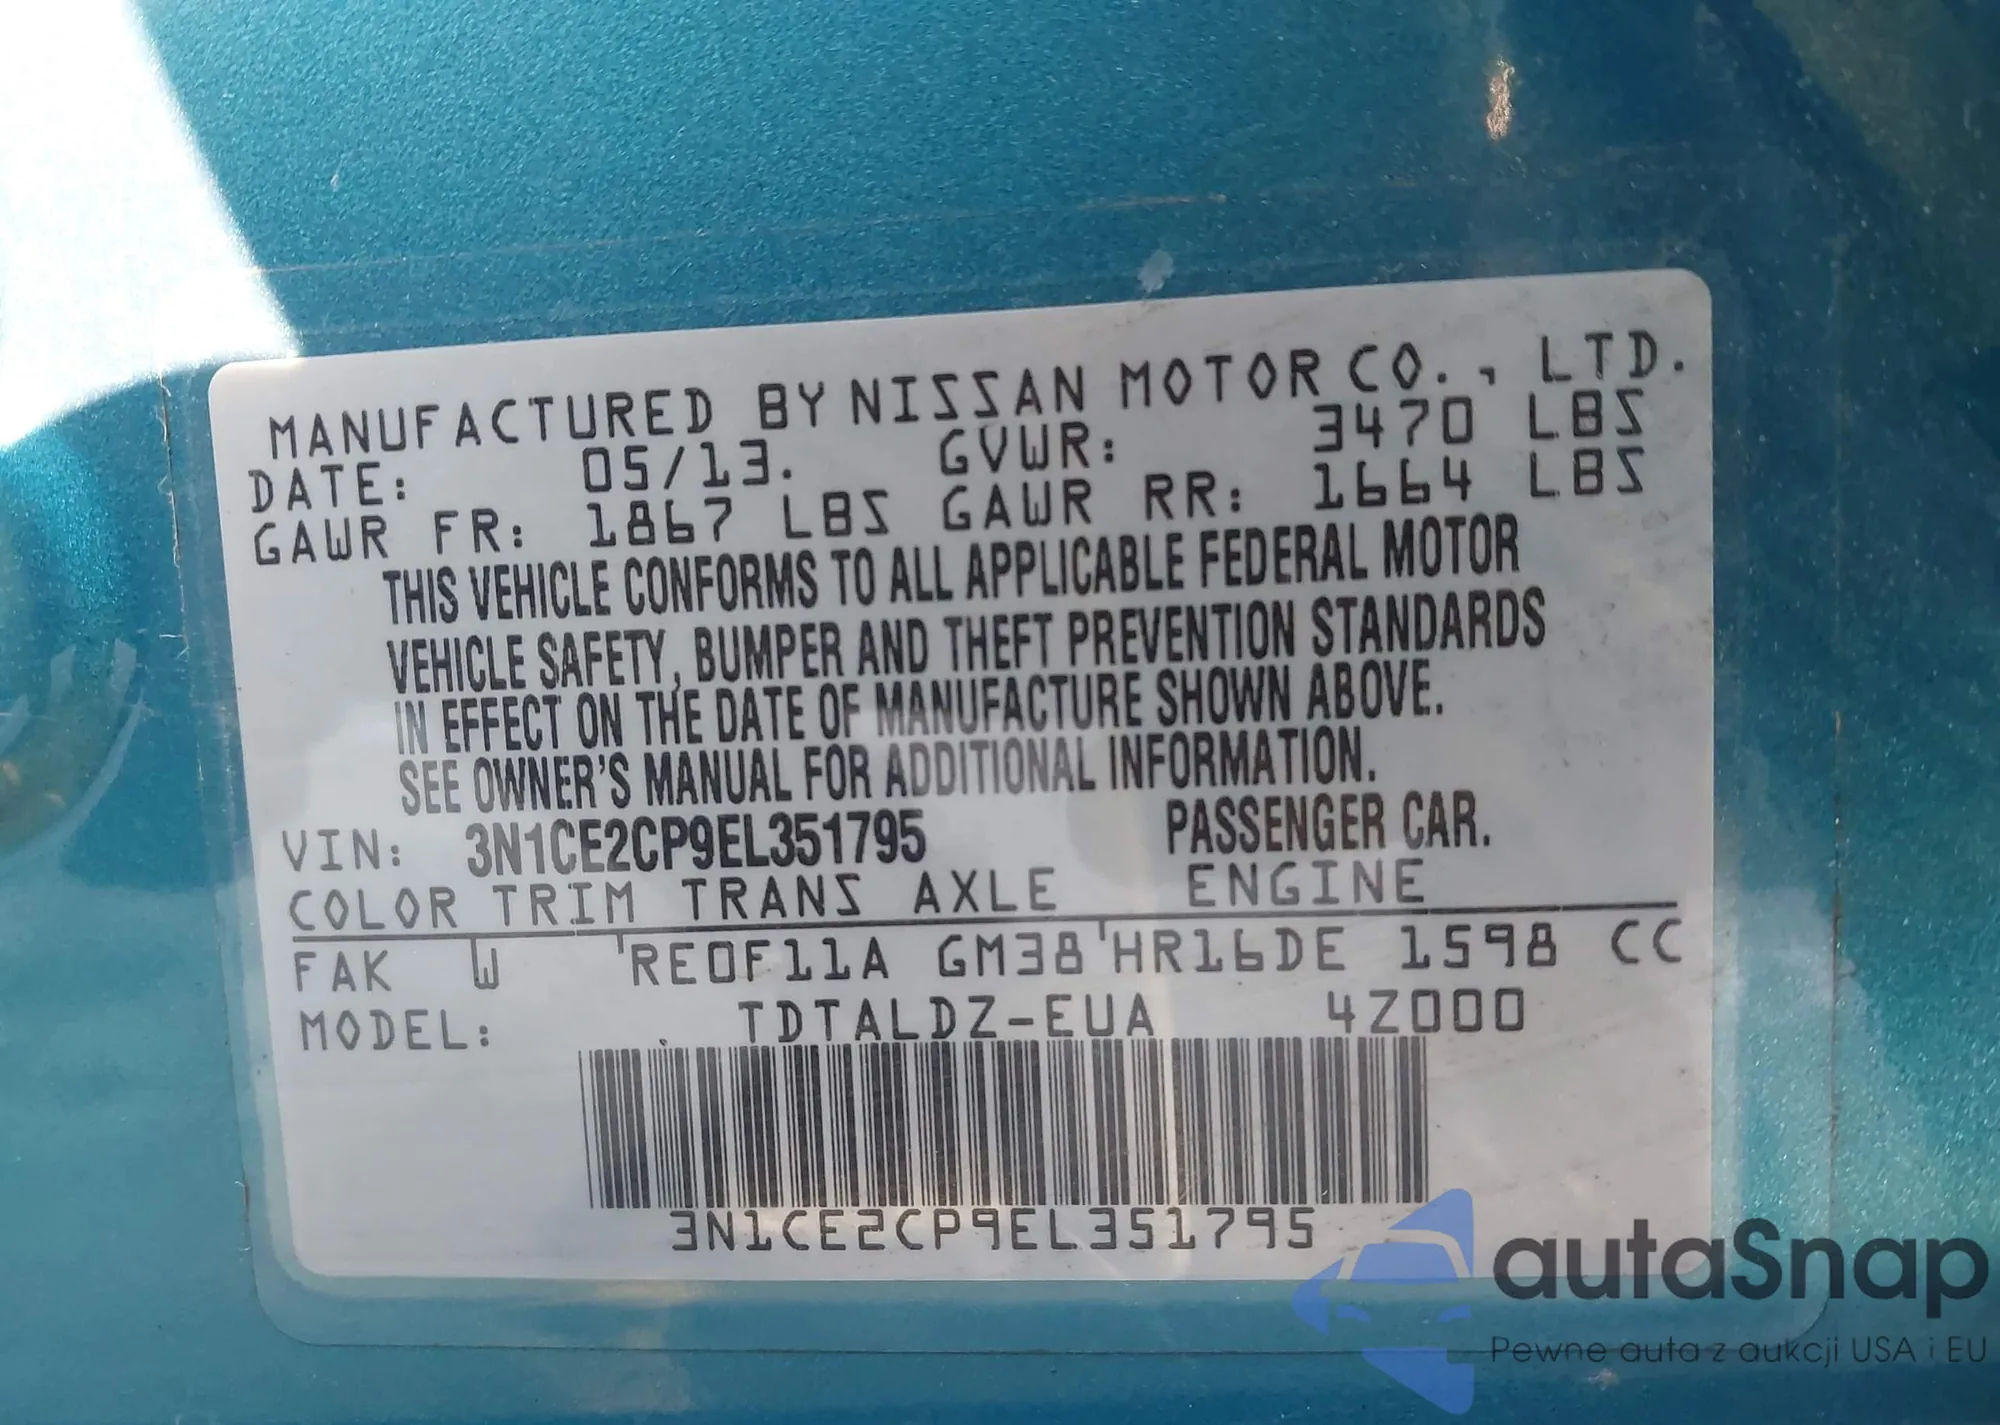 MANUFACTURED BY NISSAN MOTOR CO., LTD.
DATE: 05/13. GVWR: 3470 LBS
GAWR FR: 1867 LBS GAWR RR: 1664 LBS
THIS VEHICLE CONFORMS TO ALL APPLICABLE FEDERAL MOTOR
VEHICLE SAFETY, BUMPER AND THEFT PREVENTION STANDARDS
IN EFFECT ON THE DATE OF MANUFACTURE SHOWN ABOVE.
SEE OWNER'S MANUAL FOR ADDITIONAL INFORMATION.
VIN: 3N1CE2CP9EL351795 PASSENGER CAR.
COLOR TRIM TRANS AXLE ENGINE
FAK W RE0F11A GM38 HR16DE 1598 CC
MODEL: TDTALDZ-EUA 4Z000
3N1CE2CP9EL351795
autaSnap
Pewne auta z aukcji USA i EU